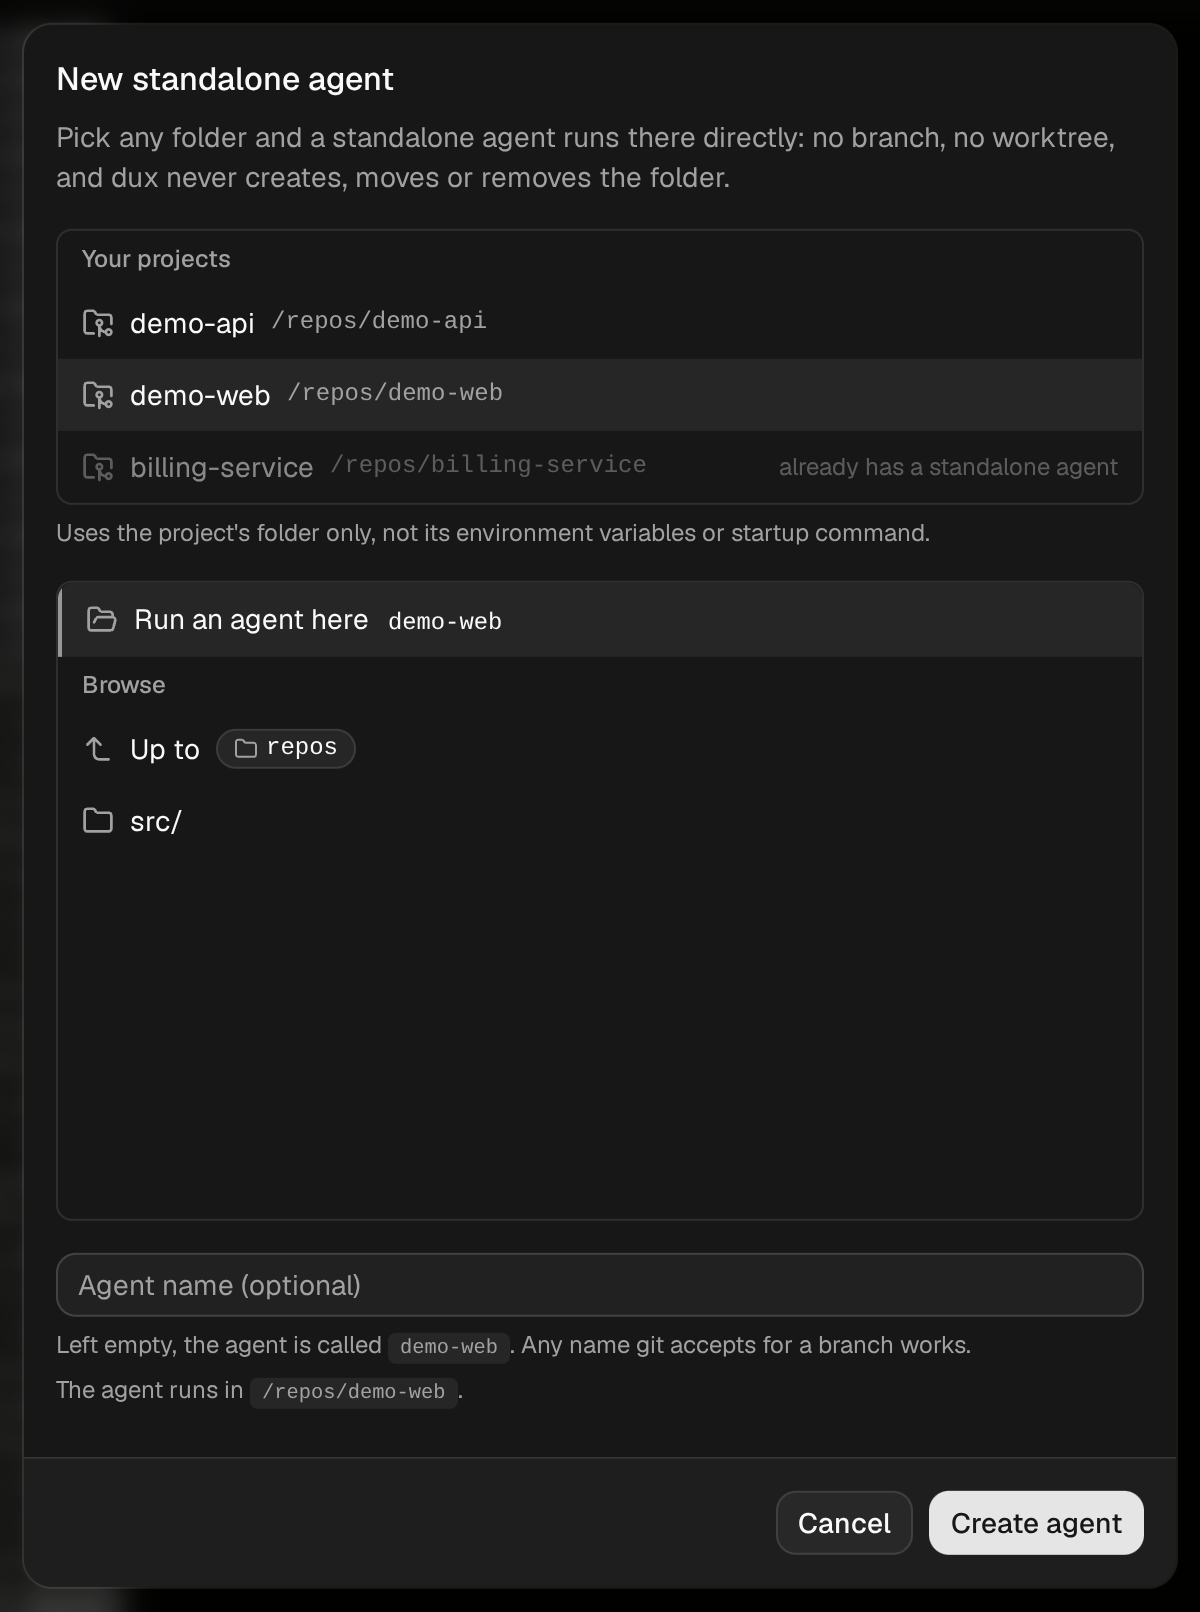 New standalone agent
Pick any folder and a standalone agent runs there directly: no branch, no worktree,
and dux never creates, moves or removes the folder.
Your projects
demo-api /repos/demo-api
demo-web /repos/demo-web
billing-service /repos/billing-service already has a standalone agent
Uses the project's folder only, not its environment variables or startup command.
Run an agent here demo-web
Browse
Up to repos
src/
Agent name (optional)
Left empty, the agent is called demo-web. Any name git accepts for a branch works.
The agent runs in /repos/demo-web.
Cancel Create agent